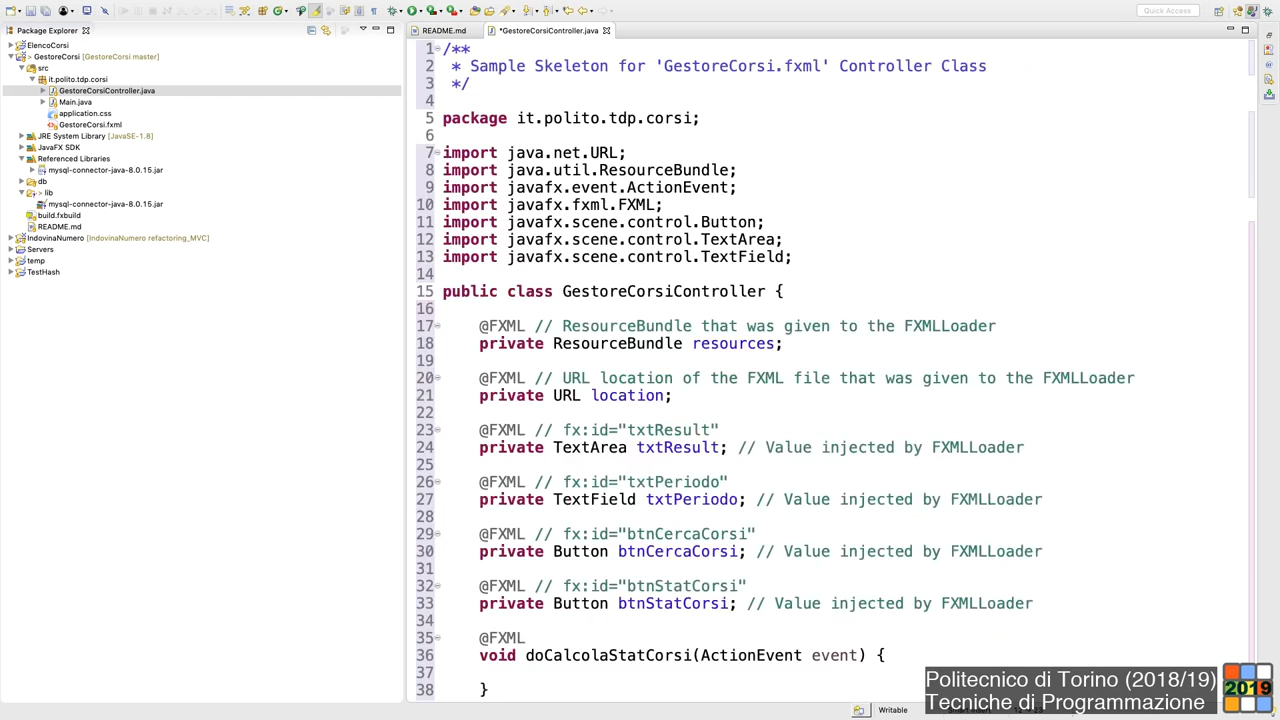 Quick Access
Package Explorer
ElencoCorsi
> GestoreCorsi [GestoreCorsi master]
src
it.polito.tdp.corsi
GestoreCorsiController.java
Main.java
application.css
GestoreCorsi.fxml
JRE System Library [JavaSE-1.8]
JavaFX SDK
Referenced Libraries
mysql-connector-java-8.0.15.jar
db
> lib
mysql-connector-java-8.0.15.jar
build.fxbuild
README.md
IndovinaNumero [IndovinaNumero refactoring_MVC]
Servers
temp
TestHash
README.md
*GestoreCorsiController.java
1 /**
2 * Sample Skeleton for 'GestoreCorsi.fxml' Controller Class
3 */
4
5 package it.polito.tdp.corsi;
6
7 import java.net.URL;
8 import java.util.ResourceBundle;
9 import javafx.event.ActionEvent;
10 import javafx.fxml.FXML;
11 import javafx.scene.control.Button;
12 import javafx.scene.control.TextArea;
13 import javafx.scene.control.TextField;
14
15 public class GestoreCorsiController {
16
17 @FXML // ResourceBundle that was given to the FXMLLoader
18 private ResourceBundle resources;
19
20 @FXML // URL location of the FXML file that was given to the FXMLLoader
21 private URL location;
22
23 @FXML // fx:id="txtResult"
24 private TextArea txtResult; // Value injected by FXMLLoader
25
26 @FXML // fx:id="txtPeriodo"
27 private TextField txtPeriodo; // Value injected by FXMLLoader
28
29 @FXML // fx:id="btnCercaCorsi"
30 private Button btnCercaCorsi; // Value injected by FXMLLoader
31
32 @FXML // fx:id="btnStatCorsi"
33 private Button btnStatCorsi; // Value injected by FXMLLoader
34
35 @FXML
36 void doCalcolaStatCorsi(ActionEvent event) {
37
38 }
Politecnico di Torino (2018/19)
Tecniche di Programmazione
2019
Writable